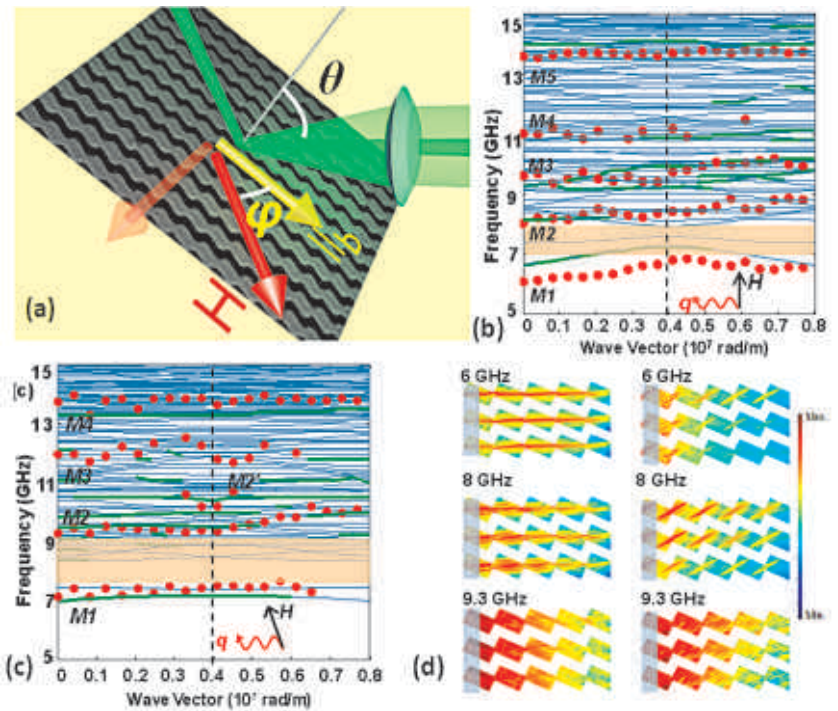 θ
φ
H
(a)
15
13
11
9
7
5
Frequency (GHz)
M5
M4
M3
M2
M1
q
H
0 0.1 0.2 0.3 0.4 0.5 0.6 0.7 0.8
Wave Vector (10⁷ rad/m)
(b)
[c)
15
13
11
9
7
5
Frequency (GHz)
M4
M3
M2'
M2
M1
q
H
0 0.1 0.2 0.3 0.4 0.5 0.6 0.7 0.8
Wave Vector (10⁷ rad/m)
(c)
6 GHz 6 GHz
8 GHz 8 GHz
9.3 GHz 9.3 GHz
(d)